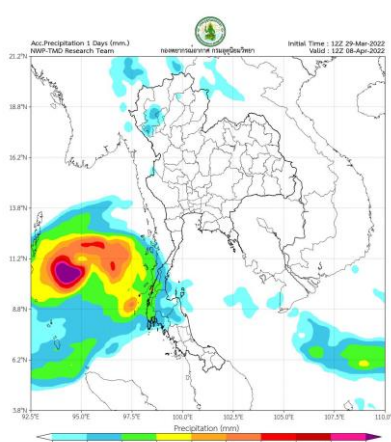 Acc.Precipitation 1 Days (mm.)
NWP-TMD Research Team
กองพยากรณ์อากาศ กรมอุตุนิยมวิทยา
Initial Time : 12Z 29-Mar-2022
Valid : 12Z 08-Apr-2022
21.2°N
18.8°N
16.2°N
13.8°N
11.2°N
8.8°N
6.2°N
3.8°N
92.5°E 95.0°E 97.5°E 100.0°E 102.5°E 105.0°E 107.5°E 110.0
Precipitation (mm)